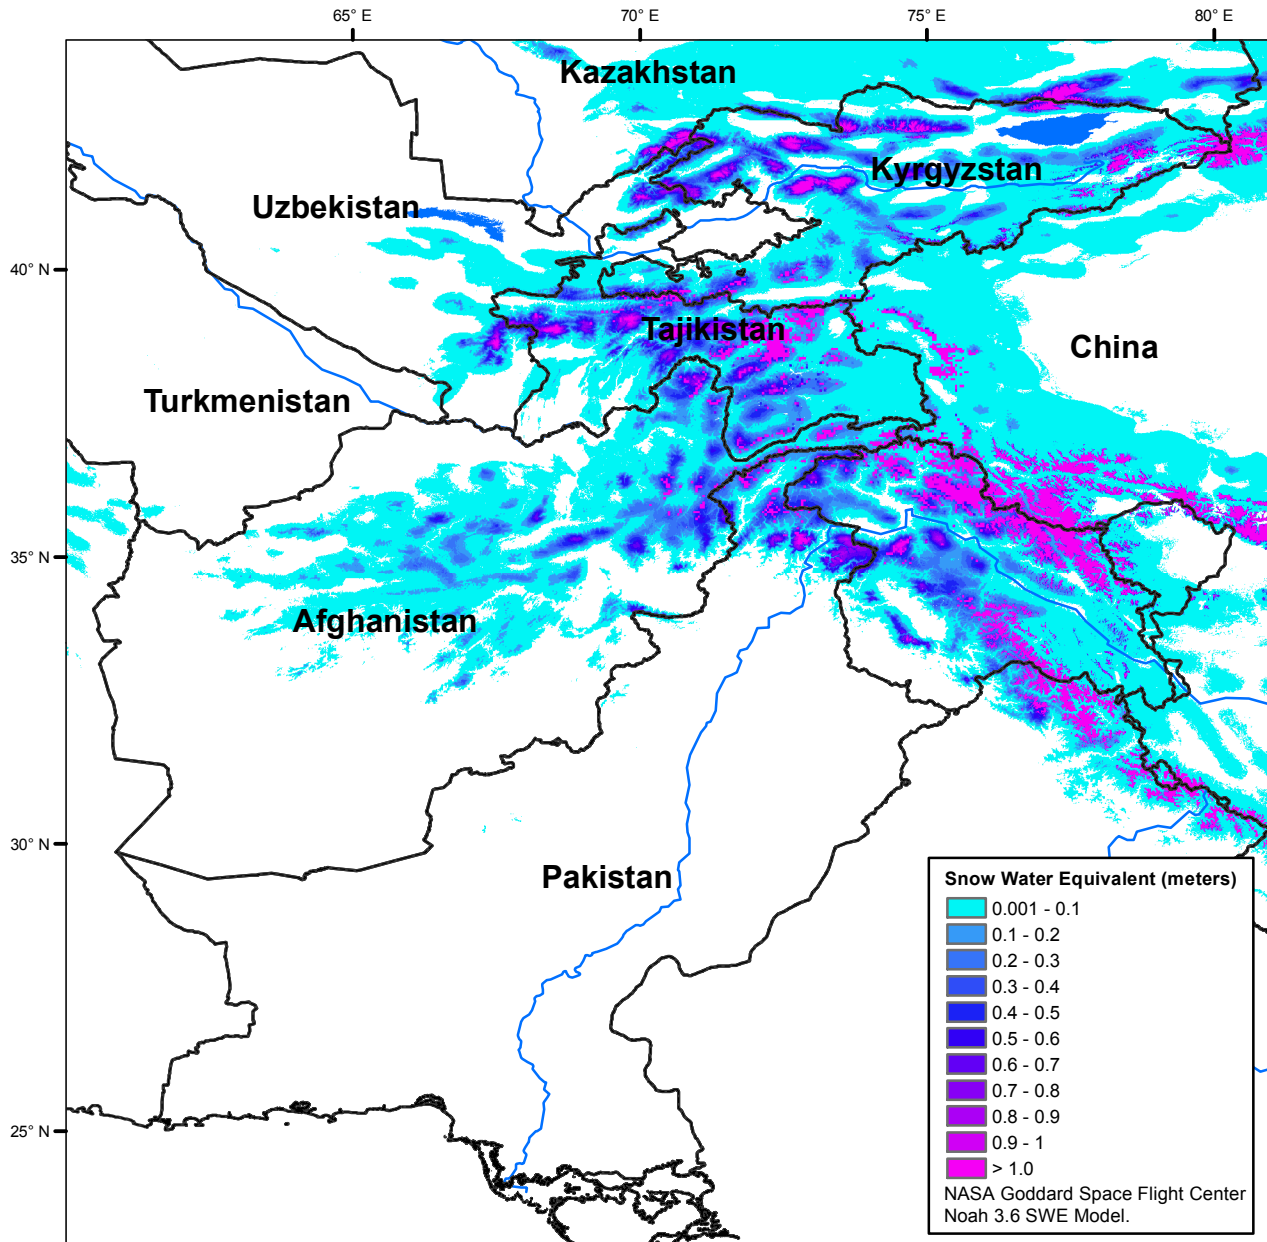 65° E
70° E
75° E
80° E
Kazakhstan
Kyrgyzstan
Uzbekistan
40° N
Tajikistan
China
Turkmenistan
35° N
Afghanistan
30° N
Pakistan
25° N
Snow Water Equivalent (meters)
0.001 - 0.1
0.1 - 0.2
0.2 - 0.3
0.3 - 0.4
0.4 - 0.5
0.5 - 0.6
0.6 - 0.7
0.7 - 0.8
0.8 - 0.9
0.9 - 1
> 1.0
NASA Goddard Space Flight Center
Noah 3.6 SWE Model.